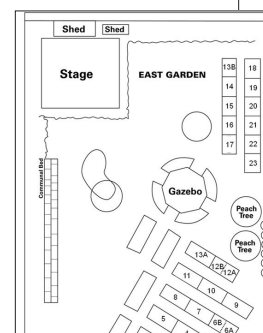 Shed
Shed
Stage
EAST GARDEN
13B
18
14
19
15
20
16
21
17
22
23
Communal Bed
Gazebo
Peach
Tree
Peach
Tree
13A
12B
12A
11
10
9
8
7
6B
6A
5
4